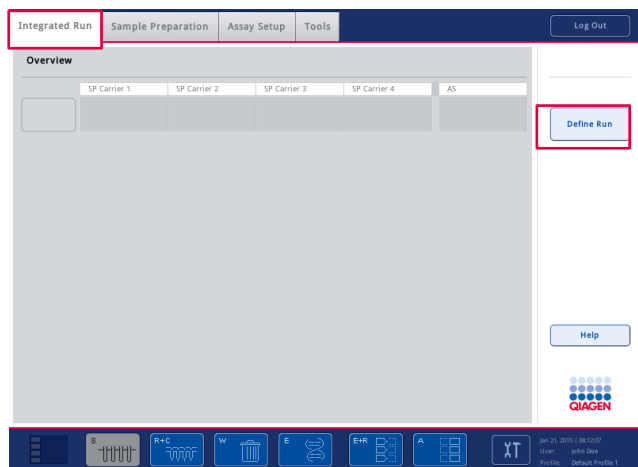 Integrated Run Sample Preparation Assay Setup Tools Log Out
Overview
SP Carrier 1 SP Carrier 2 SP Carrier 3 SP Carrier 4 AS
Define Run
Help
QIAGEN
S R+C W E E+R A
Jan 21, 2015 | 08:12:07
User: John Doe
Profile: Default Profile 1